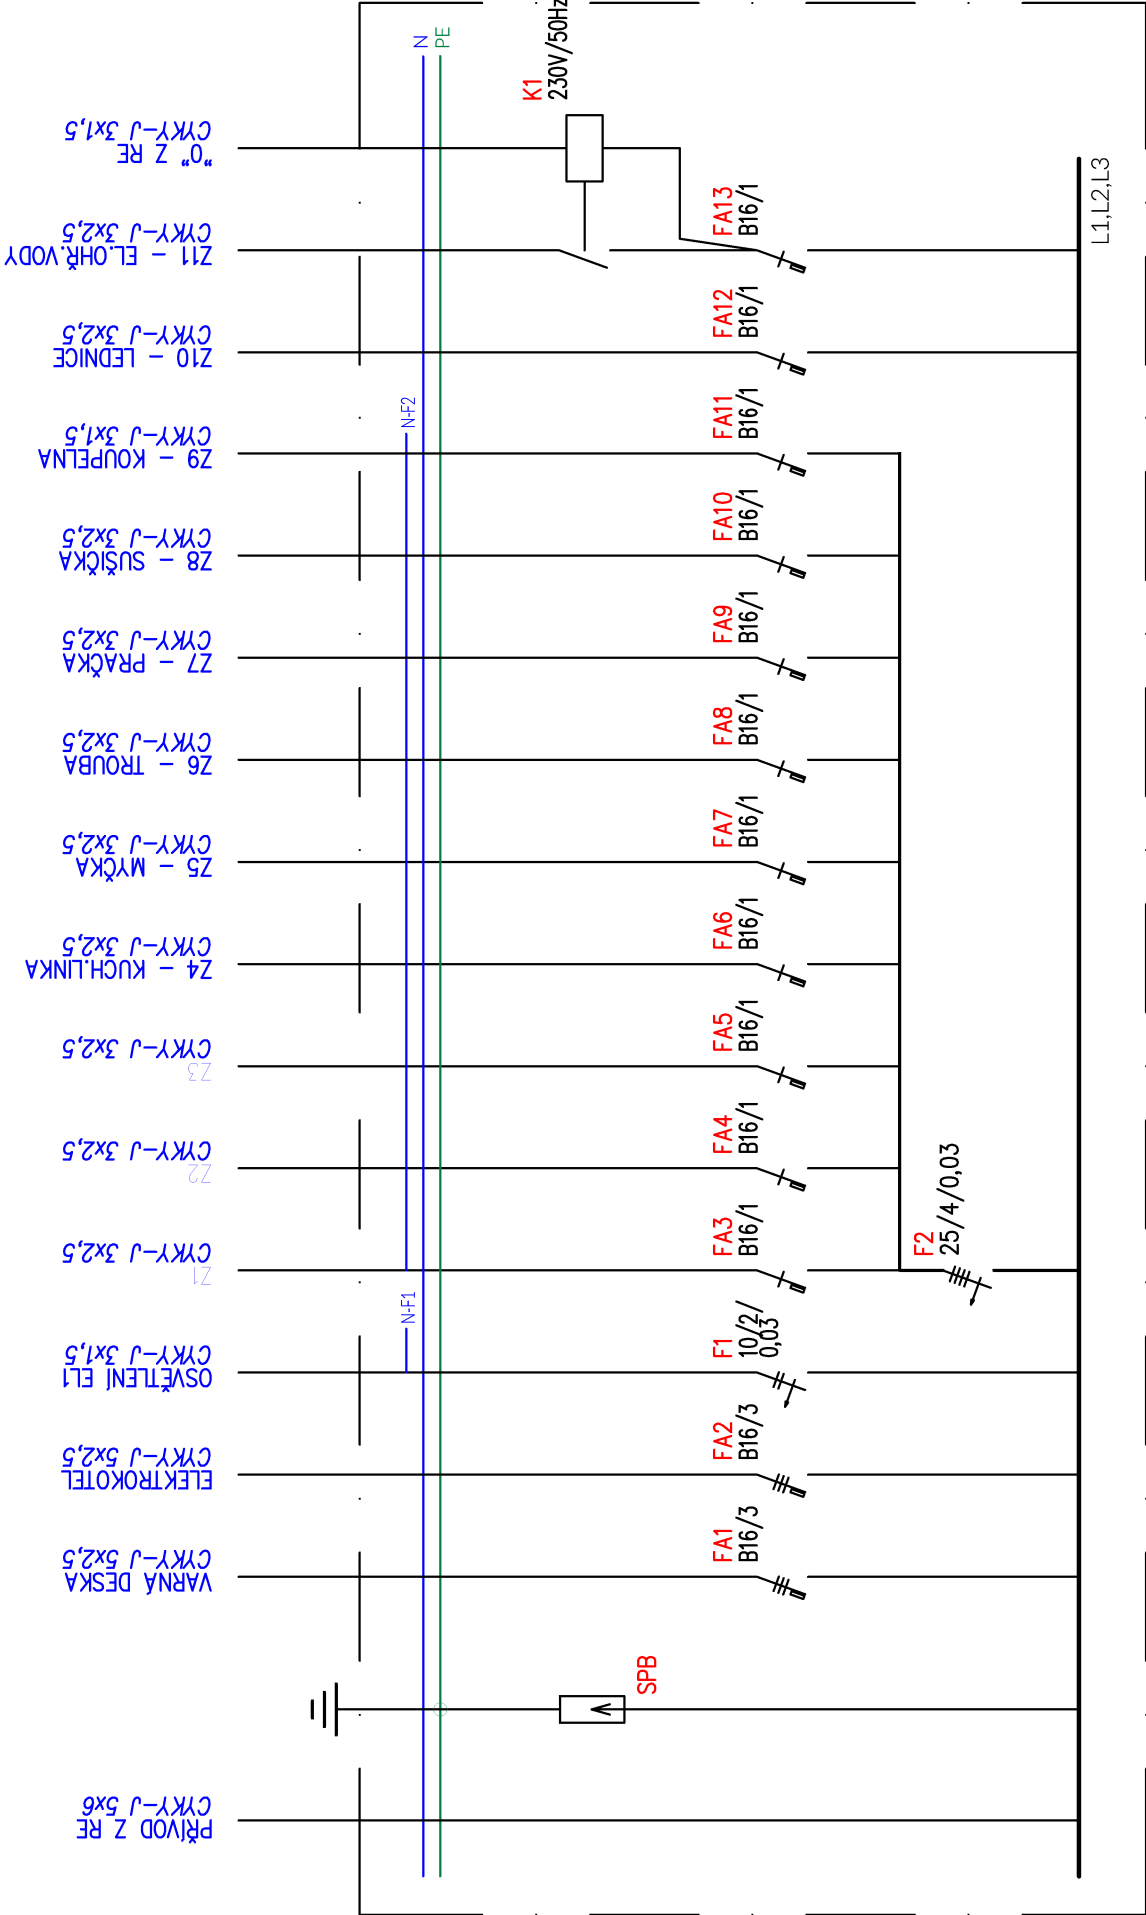 N
PE
K1
230V/50Hz
"0" Z RE
CYKY-J 3x1,5
Z11 - EL.OHŘ.VODY
CYKY-J 3x2,5
FA13
B16/1
L1,L2,L3
Z10 - LEDNICE
CYKY-J 3x2,5
FA12
B16/1
N-F2
Z9 - KOUPELNA
CYKY-J 3x1,5
FA11
B16/1
Z8 - SUŠIČKA
CYKY-J 3x2,5
FA10
B16/1
Z7 - PRAČKA
CYKY-J 3x2,5
FA9
B16/1
Z6 - TROUBA
CYKY-J 3x2,5
FA8
B16/1
Z5 - MYČKA
CYKY-J 3x2,5
FA7
B16/1
Z4 - KUCH.LINKA
CYKY-J 3x2,5
FA6
B16/1
Z3
CYKY-J 3x2,5
FA5
B16/1
Z2
CYKY-J 3x2,5
FA4
B16/1
Z1
CYKY-J 3x2,5
FA3
B16/1
F2
25/4/0,03
N-F1
OSVĚTLENÍ EL1
CYKY-J 3x1,5
F1
10/2/
0,03
ELEKTROKOTEL
CYKY-J 5x2,5
FA2
B16/3
VARNÁ DESKA
CYKY-J 5x2,5
FA1
B16/3
SPB
PŘÍVOD Z RE
CYKY-J 5x6